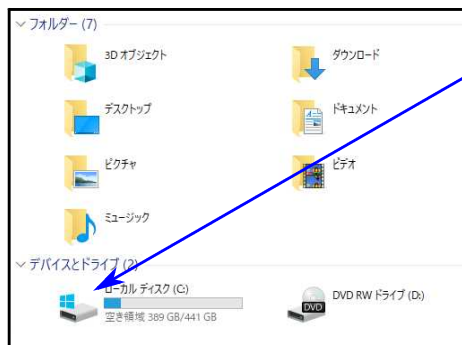 フォルダー (7)
3D オブジェクト
ダウンロード
デスクトップ
ドキュメント
ピクチャ
ビデオ
ミュージック
デバイスとドライブ (2)
ローカル ディスク (C:)
空き領域 389 GB/441 GB
DVD RW ドライブ (D:)
DVD